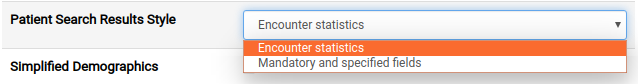 Patient Search Results Style
Encounter statistics
Encounter statistics
Mandatory and specified fields
Simplified Demographics